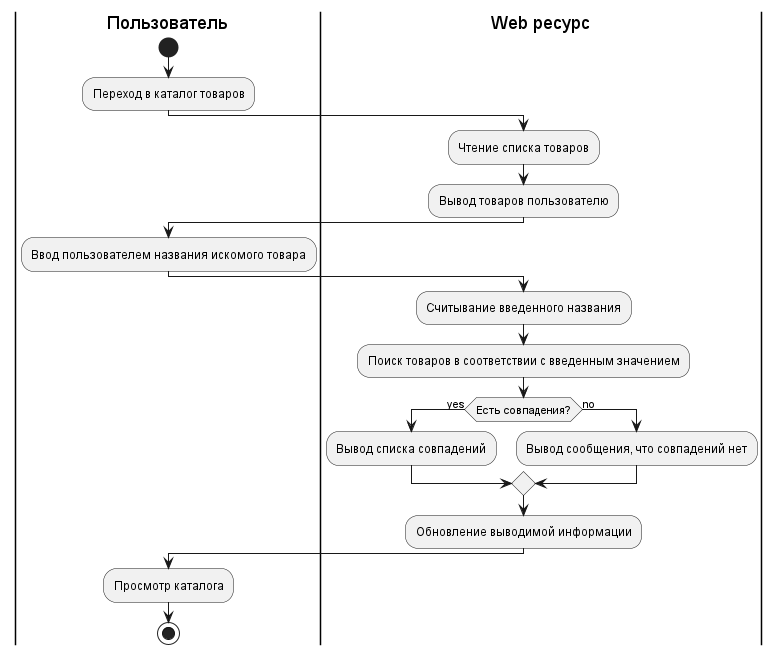 Пользователь
Web ресурс
Переход в каталог товаров
Чтение списка товаров
Вывод товаров пользователю
Ввод пользователем названия искомого товара
Считывание введенного названия
Поиск товаров в соответствии с введенным значением
yes
Есть совпадения?
no
Вывод списка совпадений
Вывод сообщения, что совпадений нет
Обновление выводимой информации
Просмотр каталога